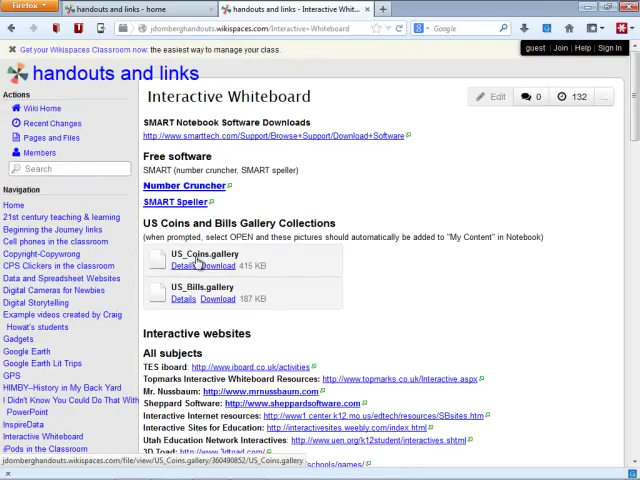 Firefox
handouts and links - home
handouts and links - Interactive Whit...
jdomberghandouts.wikispaces.com/Interactive+Whiteboard
Google
Get your Wikispaces Classroom now: the easiest way to manage your class.
guest | Join | Help | Sign In
handouts and links
Actions
Wiki Home
Recent Changes
Pages and Files
Members
Search
Navigation
Home
21st century teaching & learning
Beginning the Journey links
Cell phones in the classroom
Copyright-Copywrong
CPS Clickers in the classroom
Data and Spreadsheet Websites
Digital Cameras for Newbies
Digital Storytelling
Example videos created by Craig
Howat's students
Gadgets
Google Earth
Google Earth Lit Trips
GPS
HIMBY--History in My Back Yard
I Didn't Know You Could Do That With
PowerPoint
InspireData
Interactive Whiteboard
iPods in the Classroom
Interactive Whiteboard
Edit
0
132
...
SMART Notebook Software Downloads
http://www.smarttech.com/Support/Browse+Support/Download+Software
Free software
SMART (number cruncher, SMART speller)
Number Cruncher
SMART Speller
US Coins and Bills Gallery Collections
(when prompted, select OPEN and these pictures should automatically be added to "My Content" in Notebook)
US_Coins.gallery
Details Download 415 KB
US_Bills.gallery
Details Download 187 KB
Interactive websites
All subjects
TES iboard: http://www.iboard.co.uk/activities
Topmarks Interactive Whiteboard Resources: http://www.topmarks.co.uk/Interactive.aspx
Mr. Nussbaum: http://www.mrnussbaum.com
Sheppard Software: http://www.sheppardsoftware.com
Interactive Internet resources: http://www1.center.k12.mo.us/edtech/resources/SBsites.htm
Interactive Sites for Education: http://interactivesites.weebly.com/index.html
Utah Education Network Interactives: http://www.uen.org/k12student/interactives.shtml
3D Toad: http://www.3dtoad.com/
schools/games/
jdomberghandouts.wikispaces.com/file/view/US_Coins.gallery/360490852/US_Coins.gallery